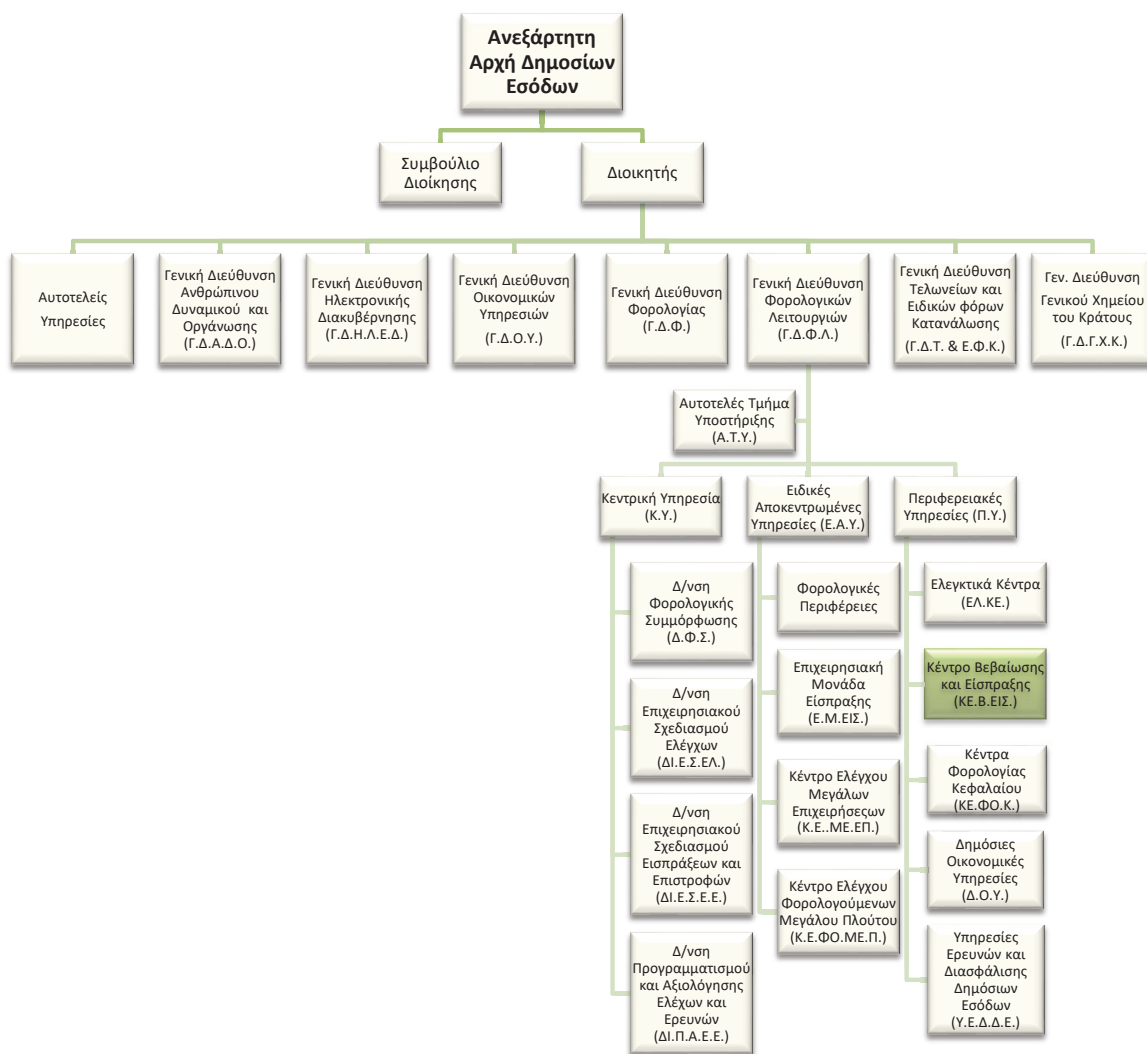 Ανεξάρτητη
Αρχή Δημοσίων
Εσόδων
Συμβούλιο
Διοίκησης
Διοικητής
Αυτοτελείς
Υπηρεσίες
Γενική Διεύθυνση
Ανθρώπινου
Δυναμικού και
Οργάνωσης
(Γ.Δ.Α.Δ.Ο.)
Γενική Διεύθυνση
Ηλεκτρονικής
Διακυβέρνησης
(Γ.Δ.Η.Λ.Ε.Δ.)
Γενική Διεύθυνση
Οικονομικών
Υπηρεσιών
(Γ.Δ.Ο.Υ.)
Γενική Διεύθυνση
Φορολογίας
(Γ.Δ.Φ.)
Γενική Διεύθυνση
Φορολογικών
Λειτουργιών
(Γ.Δ.Φ.Λ.)
Γενική Διεύθυνση
Τελωνείων και
Ειδικών φόρων
Κατανάλωσης
(Γ.Δ.Τ. & Ε.Φ.Κ.)
Γεν. Διεύθυνση
Γενικού Χημείου
του Κράτους
(Γ.Δ.Γ.Χ.Κ.)
Αυτοτελές Τμήμα
Υποστήριξης
(Α.Τ.Υ.)
Κεντρική Υπηρεσία
(Κ.Υ.)
Ειδικές
Αποκεντρωμένες
Υπηρεσίες (Ε.Α.Υ.)
Περιφερειακές
Υπηρεσίες (Π.Υ.)
Δ/νση
Φορολογικής
Συμμόρφωσης
(Δ.Φ.Σ.)
Δ/νση
Επιχειρησιακού
Σχεδιασμού
Ελέγχων
(ΔΙ.Ε.Σ.ΕΛ.)
Δ/νση
Επιχειρησιακού
Σχεδιασμού
Εισπράξεων και
Επιστροφών
(ΔΙ.Ε.Σ.Ε.Ε.)
Δ/νση
Προγραμματισμού
και Αξιολόγησης
Ελέχων και
Ερευνών
(ΔΙ.Π.Α.Ε.Ε.)
Φορολογικές
Περιφέρειες
Επιχειρησιακή
Μονάδα
Είσπραξης
(Ε.Μ.ΕΙΣ.)
Κέντρο Ελέγχου
Μεγάλων
Επιχειρήσεςων
(Κ.Ε..ΜΕ.ΕΠ.)
Κέντρο Ελέγχου
Φορολογούμενων
Μεγάλου Πλούτου
(Κ.Ε.ΦΟ.ΜΕ.Π.)
Ελεγκτικά Κέντρα
(ΕΛ.ΚΕ.)
Κέντρο Βεβαίωσης
και Είσπραξης
(ΚΕ.Β.ΕΙΣ.)
Κέντρα
Φορολογίας
Κεφαλαίου
(ΚΕ.ΦΟ.Κ.)
Δημόσιες
Οικονομικές
Υπηρεσίες
(Δ.Ο.Υ.)
Υπηρεσίες
Ερευνών και
Διασφάλισης
Δημόσιων
Εσόδων
(Υ.Ε.Δ.Δ.Ε.)